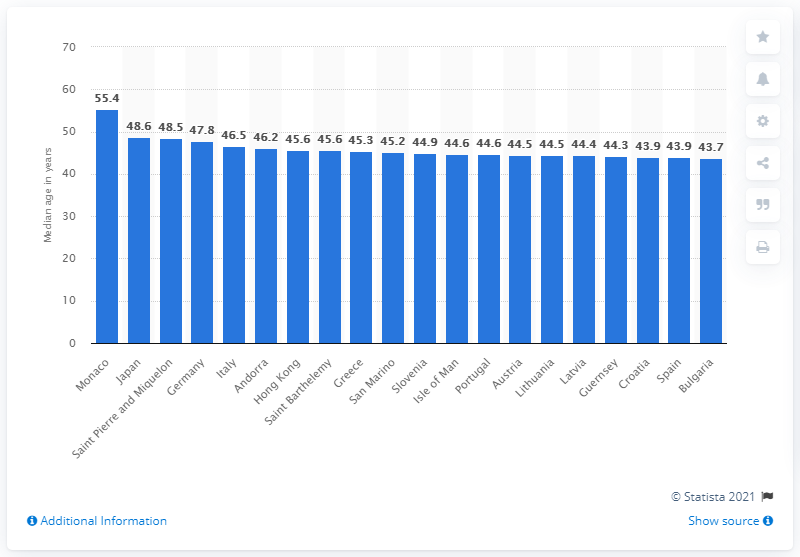 70
60
50
40
30
20
10
0
Median age in years
55.4
48.6
48.5
47.8
46.5
46.2
45.6
45.6
45.3
45.2
44.9
44.6
44.6
44.5
44.5
44.4
44.3
43.9
43.9
43.7
Monaco
Japan
Saint Pierre and Miquelon
Germany
Italy
Andorra
Hong Kong
Saint Barthelemy
Greece
San Marino
Slovenia
Isle of Man
Portugal
Austria
Lithuania
Latvia
Guernsey
Croatia
Spain
Bulgaria
© Statista 2021
Additional Information
Show source